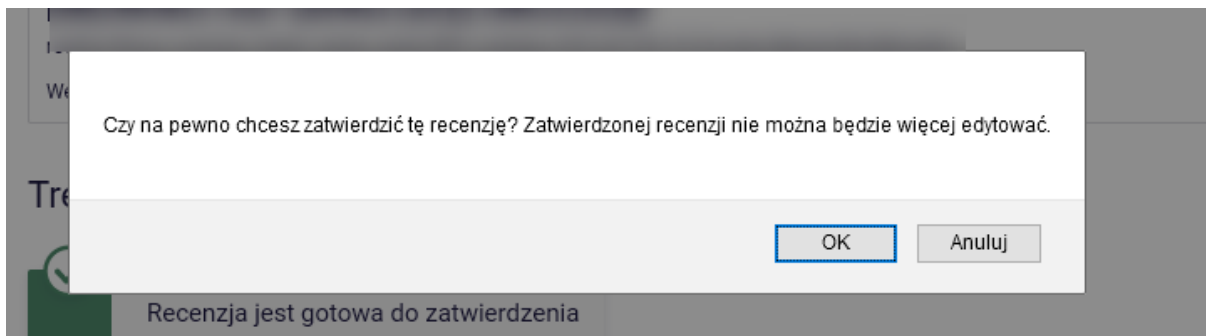 We
Czy na pewno chcesz zatwierdzić tę recenzję? Zatwierdzonej recenzji nie można będzie więcej edytować.
Tre
OK Anuluj
Recenzja jest gotowa do zatwierdzenia